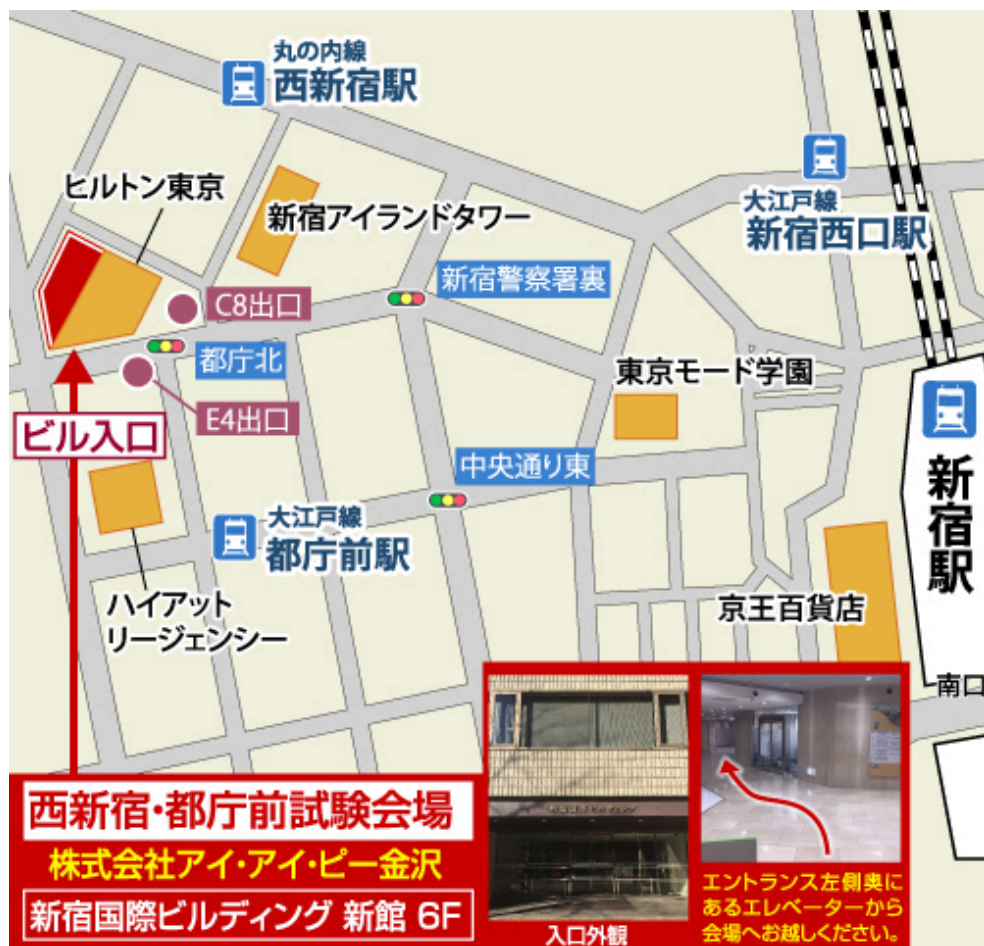 丸の内線
西新宿駅
ヒルトン東京
新宿アイランドタワー
大江戸線
新宿西口駅
C8出口
新宿警察署裏
都庁北
E4出口
東京モード学園
ビル入口
中央通り東
新宿駅
大江戸線
都庁前駅
ハイアット
リージェンシー
京王百貨店
南口
西新宿・都庁前試験会場
株式会社アイ・アイ・ピー金沢
新宿国際ビルディング 新館 6F
入口外観
エントランス左側奥に
あるエレベーターから
会場へお越しください。